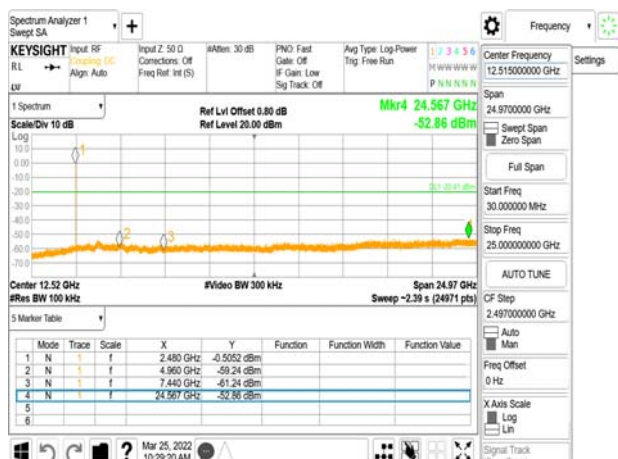 Spectrum Analyzer 1
Swept SA
+
Frequency
KEYSIGHT Input: RF Input Z: 50 Ω #Atten: 30 dB PNO: Fast Avg Type: Log-Power 1 2 3 4 5 6
RL Coupling: DC Corrections: Off Gate: Off Trig: Free Run M W W W W W
Align: Auto Freq Ref: Int (S) IF Gain: Low P N N N N N
Sig Track: Off
Center Frequency
12.515000000 GHz
Settings
Span
24.9700000 GHz
Swept Span
Zero Span
Full Span
Start Freq
30.000000 MHz
Stop Freq
25.000000000 GHz
AUTO TUNE
CF Step
2.497000000 GHz
Auto
Man
Freq Offset
0 Hz
X Axis Scale
Log
Lin
Signal Track
1 Spectrum
Scale/Div 10 dB
Ref Lvl Offset 0.80 dB
Ref Level 20.00 dBm
Mkr4 24.567 GHz
-52.86 dBm
Log
10.0
0.00
-10.0
-20.0
-30.0
-40.0
-50.0
-60.0
-70.0
1
2
3
DL1 -20.41 dBm
Center 12.52 GHz #Video BW 300 kHz Span 24.97 GHz
#Res BW 100 kHz Sweep ~2.39 s (24971 pts)
5 Marker Table
Mode Trace Scale X Y Function Function Width Function Value
1 N 1 f 2.480 GHz -0.5052 dBm
2 N 1 f 4.960 GHz -59.24 dBm
3 N 1 f 7.440 GHz -61.24 dBm
4 N 1 f 24.567 GHz -52.86 dBm
5
6
?
Mar 25, 2022
10:29:20 AM